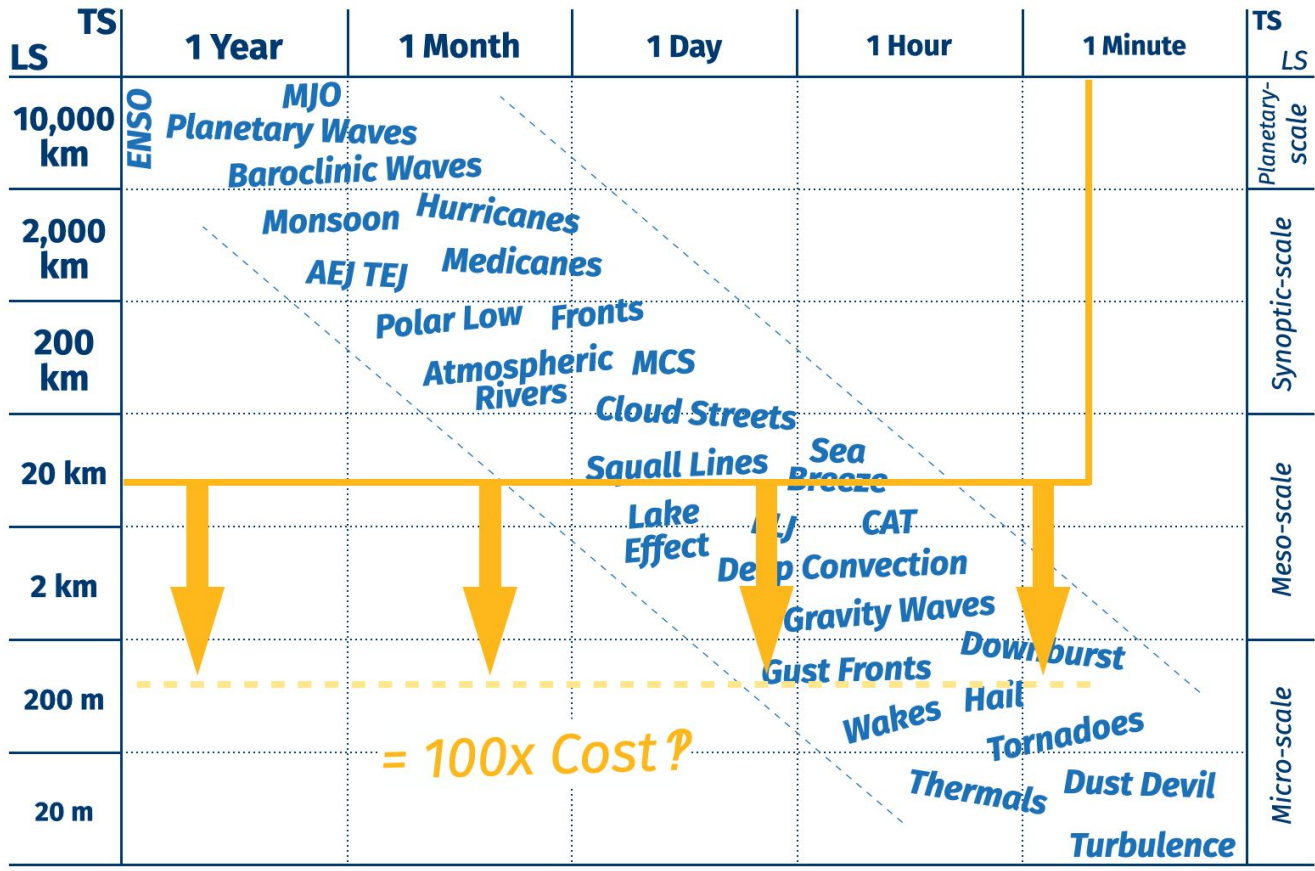 TS
LS
1 Year
1 Month
1 Day
1 Hour
1 Minute
TS
LS
10,000
km
2,000
km
200
km
20 km
2 km
200 m
20 m
ENSO
MJO
Planetary Waves
Baroclinic Waves
Monsoon
Hurricanes
AEJ TEJ
Medicanes
Polar Low
Fronts
Atmospheric
Rivers
MCS
Cloud Streets
Squall Lines
Sea
Breeze
Lake
Effect
CAT
Deep Convection
Gravity Waves
Downburst
Gust Fronts
Hail
Wakes
Tornadoes
Thermals
Dust Devil
Turbulence
= 100x Cost?
Planetary-
scale
Synoptic-scale
Meso-scale
Micro-scale